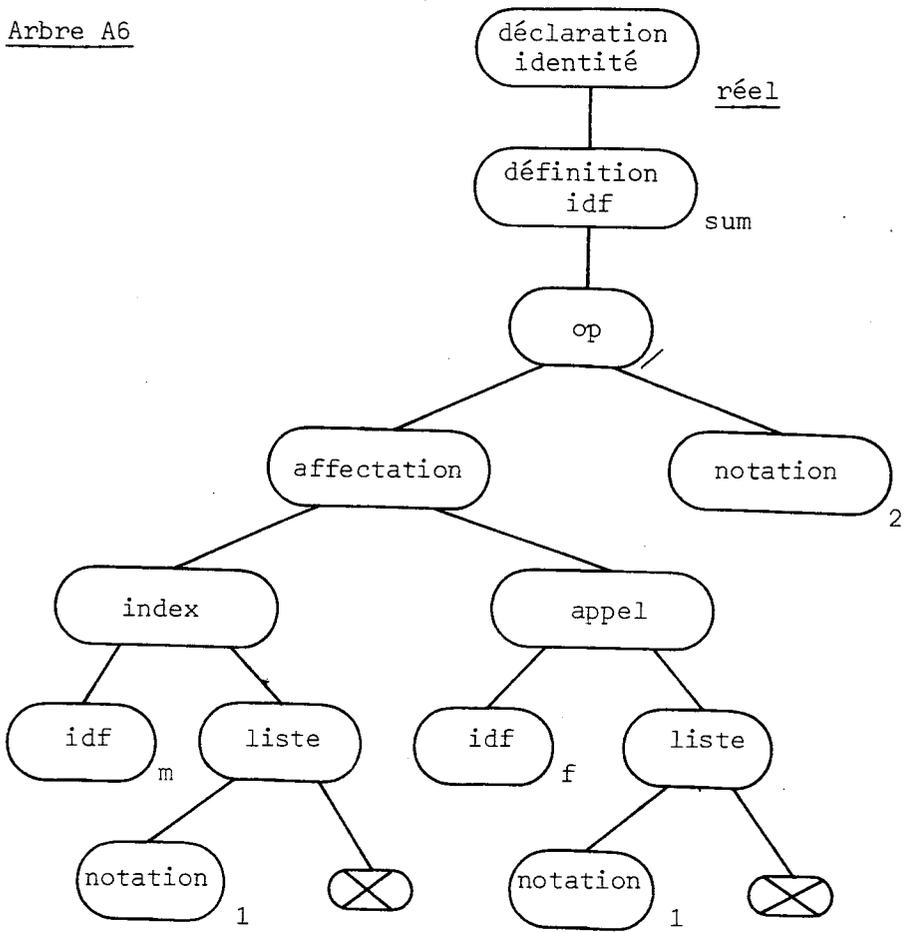 Arbre A6
déclaration
identité
réel
définition
idf
sum
op
/
affectation
notation
2
index
appel
idf
m
liste
idf
f
liste
notation
1
notation
1